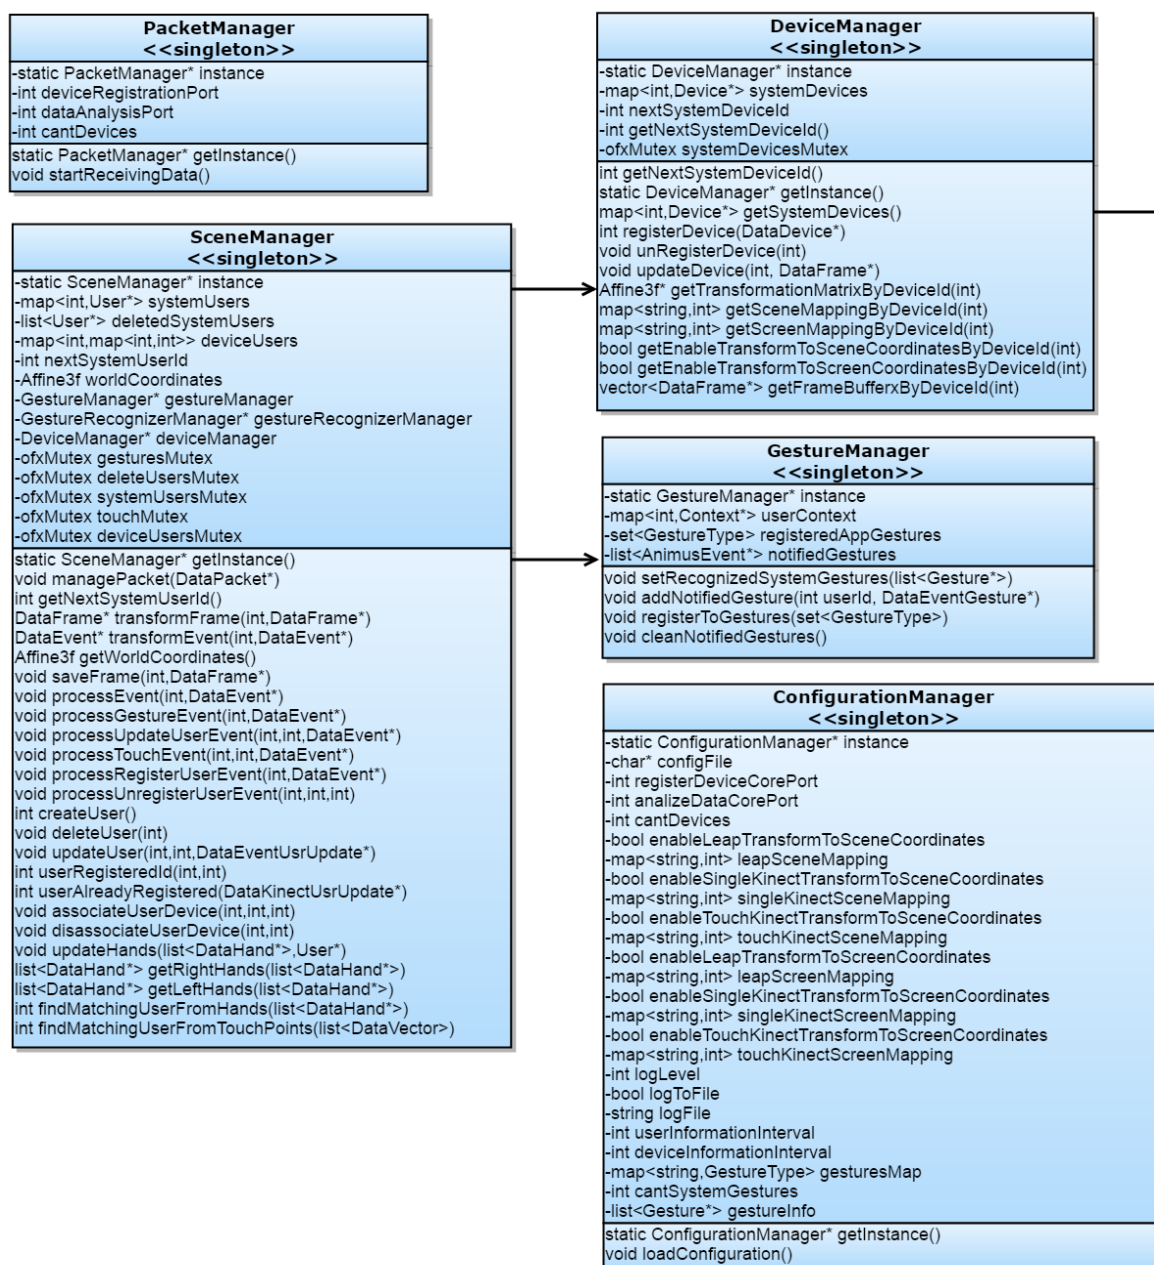 PacketManager
<<singleton>>
-static PacketManager* instance
-int deviceRegistrationPort
-int dataAnalysisPort
-int cantDevices
static PacketManager* getInstance()
void startReceivingData()
SceneManager
<<singleton>>
-static SceneManager* instance
-map<int,User*> systemUsers
-list<User*> deletedSystemUsers
-map<int,map<int,int>> deviceUsers
-int nextSystemUserId
-Affine3f worldCoordinates
-GestureManager* gestureManager
-GestureRecognizerManager* gestureRecognizerManager
-DeviceManager* deviceManager
-ofxMutex gesturesMutex
-ofxMutex deleteUsersMutex
-ofxMutex systemUsersMutex
-ofxMutex touchMutex
-ofxMutex deviceUsersMutex
static SceneManager* getInstance()
void managePacket(DataPacket*)
int getNextSystemUserId()
DataFrame* transformFrame(int,DataFrame*)
DataEvent* transformEvent(int,DataEvent*)
Affine3f getWorldCoordinates()
void saveFrame(int,DataFrame*)
void processEvent(int,DataEvent*)
void processGestureEvent(int,DataEvent*)
void processUpdateUserEvent(int,int,DataEvent*)
void processTouchEvent(int,int,DataEvent*)
void processRegisterUserEvent(int,DataEvent*)
void processUnregisterUserEvent(int,int,int)
int createUser()
void deleteUser(int)
void updateUser(int,int,DataEventUsrUpdate*)
int userRegisteredId(int,int)
int userAlreadyRegistered(DataKinectUsrUpdate*)
void associateUserDevice(int,int,int)
void disassociateUserDevice(int,int)
void updateHands(list<DataHand*>,User*)
list<DataHand*> getRightHands(list<DataHand*>)
list<DataHand*> getLeftHands(list<DataHand*>)
int findMatchingUserFromHands(list<DataHand*>)
int findMatchingUserFromTouchPoints(list<DataVector>)
DeviceManager
<<singleton>>
-static DeviceManager* instance
-map<int,Device*> systemDevices
-int nextSystemDeviceId
-int getNextSystemDeviceId()
-ofxMutex systemDevicesMutex
int getNextSystemDeviceId()
static DeviceManager* getInstance()
map<int,Device*> getSystemDevices()
int registerDevice(DataDevice*)
void unRegisterDevice(int)
void updateDevice(int, DataFrame*)
Affine3f* getTransformationMatrixByDeviceId(int)
map<string,int> getSceneMappingByDeviceId(int)
map<string,int> getScreenMappingByDeviceId(int)
bool getEnableTransformToSceneCoordinatesByDeviceId(int)
bool getEnableTransformToScreenCoordinatesByDeviceId(int)
vector<DataFrame*> getFrameBufferxByDeviceId(int)
GestureManager
<<singleton>>
-static GestureManager* instance
-map<int,Context*> userContext
-set<GestureType> registeredAppGestures
-list<AnimusEvent*> notifiedGestures
void setRecognizedSystemGestures(list<Gesture*>)
void addNotifiedGesture(int userId, DataEventGesture*)
void registerToGestures(set<GestureType>)
void cleanNotifiedGestures()
ConfigurationManager
<<singleton>>
-static ConfigurationManager* instance
-char* configFile
-int registerDeviceCorePort
-int analizeDataCorePort
-int cantDevices
-bool enableLeapTransformToSceneCoordinates
-map<string,int> leapSceneMapping
-bool enableSingleKinectTransformToSceneCoordinates
-map<string,int> singleKinectSceneMapping
-bool enableTouchKinectTransformToSceneCoordinates
-map<string,int> touchKinectSceneMapping
-bool enableLeapTransformToScreenCoordinates
-map<string,int> leapScreenMapping
-bool enableSingleKinectTransformToScreenCoordinates
-map<string,int> singleKinectScreenMapping
-bool enableTouchKinectTransformToScreenCoordinates
-map<string,int> touchKinectScreenMapping
-int logLevel
-bool logToFile
-string logFile
-int userInformationInterval
-int deviceInformationInterval
-map<string,GestureType> gesturesMap
-int cantSystemGestures
-list<Gesture*> gestureInfo
static ConfigurationManager* getInstance()
void loadConfiguration()